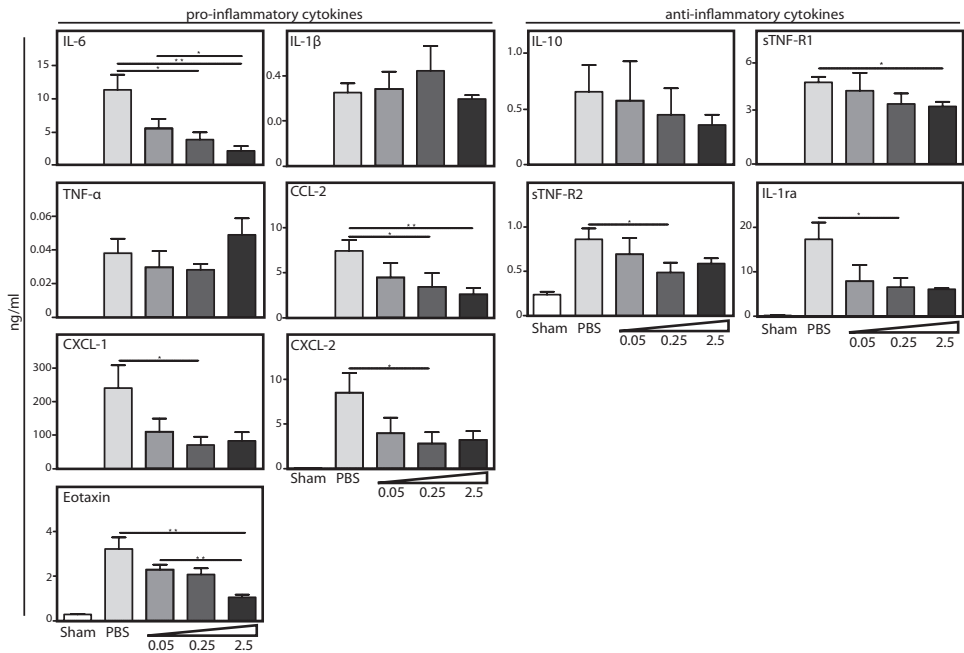 pro-inflammatory cytokines
anti-inflammatory cytokines
ng/ml
IL-6
15
10
5
0
*
**
*
IL-1β
0.4
0.0
IL-10
1.0
0.5
0
sTNF-R1
6
3
0
*
TNF-α
0.06
0.04
0.02
0
CCL-2
10
5
0
**
*
sTNF-R2
1.0
0.5
0
*
Sham PBS 0.05 0.25 2.5
IL-1ra
20
10
0
*
Sham PBS 0.05 0.25 2.5
CXCL-1
300
200
100
0
*
CXCL-2
10
5
0
*
Sham PBS 0.05 0.25 2.5
Eotaxin
4
2
0
**
**
Sham PBS 0.05 0.25 2.5